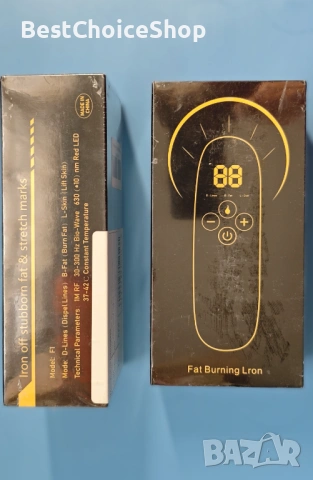 BestChoiceShop
Iron off stubborn fat & stretch marks
Model: F1
Mode: D-Lines (Dispel Lines) B-Fat (Burn Fat) L-Skin (Lift Skin)
Technical Parameters 1M RF 30-300 Hz Bio-Wave 630 (±10) nm Red LED
37-42℃ Constant Temperature
MADE IN
CHINA
88
Fat Burning Lron
bazar